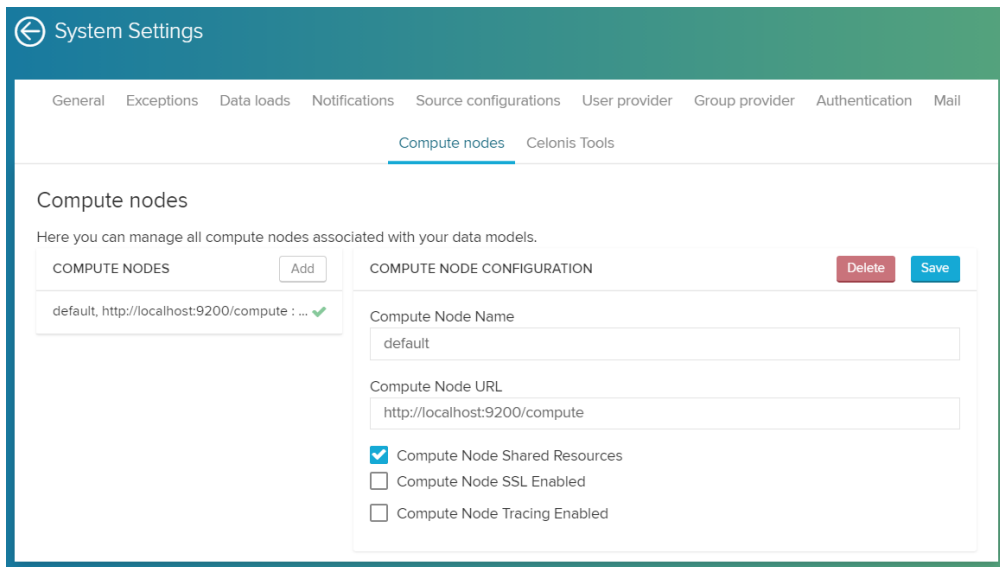 System Settings
General Exceptions Data loads Notifications Source configurations User provider Group provider Authentication Mail
Compute nodes Celonis Tools
Compute nodes
Here you can manage all compute nodes associated with your data models.
COMPUTE NODES Add
default, http://localhost:9200/compute : ...
COMPUTE NODE CONFIGURATION Delete Save
Compute Node Name
default
Compute Node URL
http://localhost:9200/compute
Compute Node Shared Resources
Compute Node SSL Enabled
Compute Node Tracing Enabled